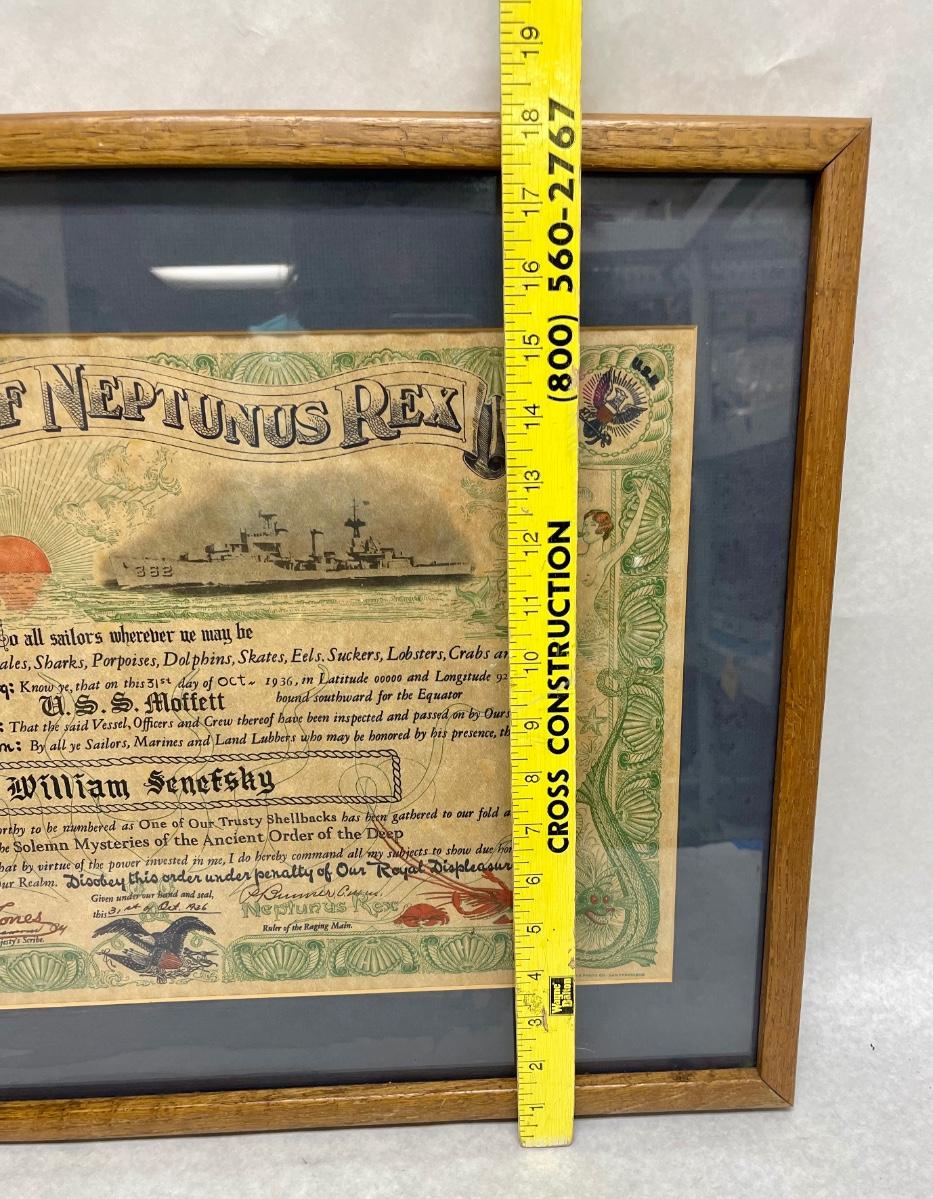 F NEPTUNUS REX
U.S.N.
362
o all sailors wherever ye may be
ales, Sharks, Porpoises, Dolphins, Skates, Eels. Suckers, Lobsters, Crabs an
g: Know ye, that on this 31st day of OCT~ 1936, in Latitude 00000 and Longitude 92
U.S.S. Moffett bound southward for the Equator
: That the said Vessel, Officers and Crew thereof have been inspected and passed on by Ours
n: By all ye Sailors, Marines and Land Lubbers who may be honored by his presence, th
William Senefsky
orthy to be numbered as One of Our Trusty Shellbacks has been gathered to our fold a
he Solemn Mysteries of the Ancient Order of the Deep
hat by virtue of the power invested in me, I do hereby command all my subjects to show due hon
ur Realm. Disobey this order under penalty of Our Royal Displeasur
Given under our hand and seal,
this 31st of Oct. 1936
Jones
jesty's Scribe.
Neptunus Rex
Ruler of the Raging Main.
SAN FRANCISCO
19
18
17
16
15
14
13
12
11
10
9
8
7
6
5
4
3
2
1
CROSS CONSTRUCTION (800) 560-2767
Wayne
Dalton